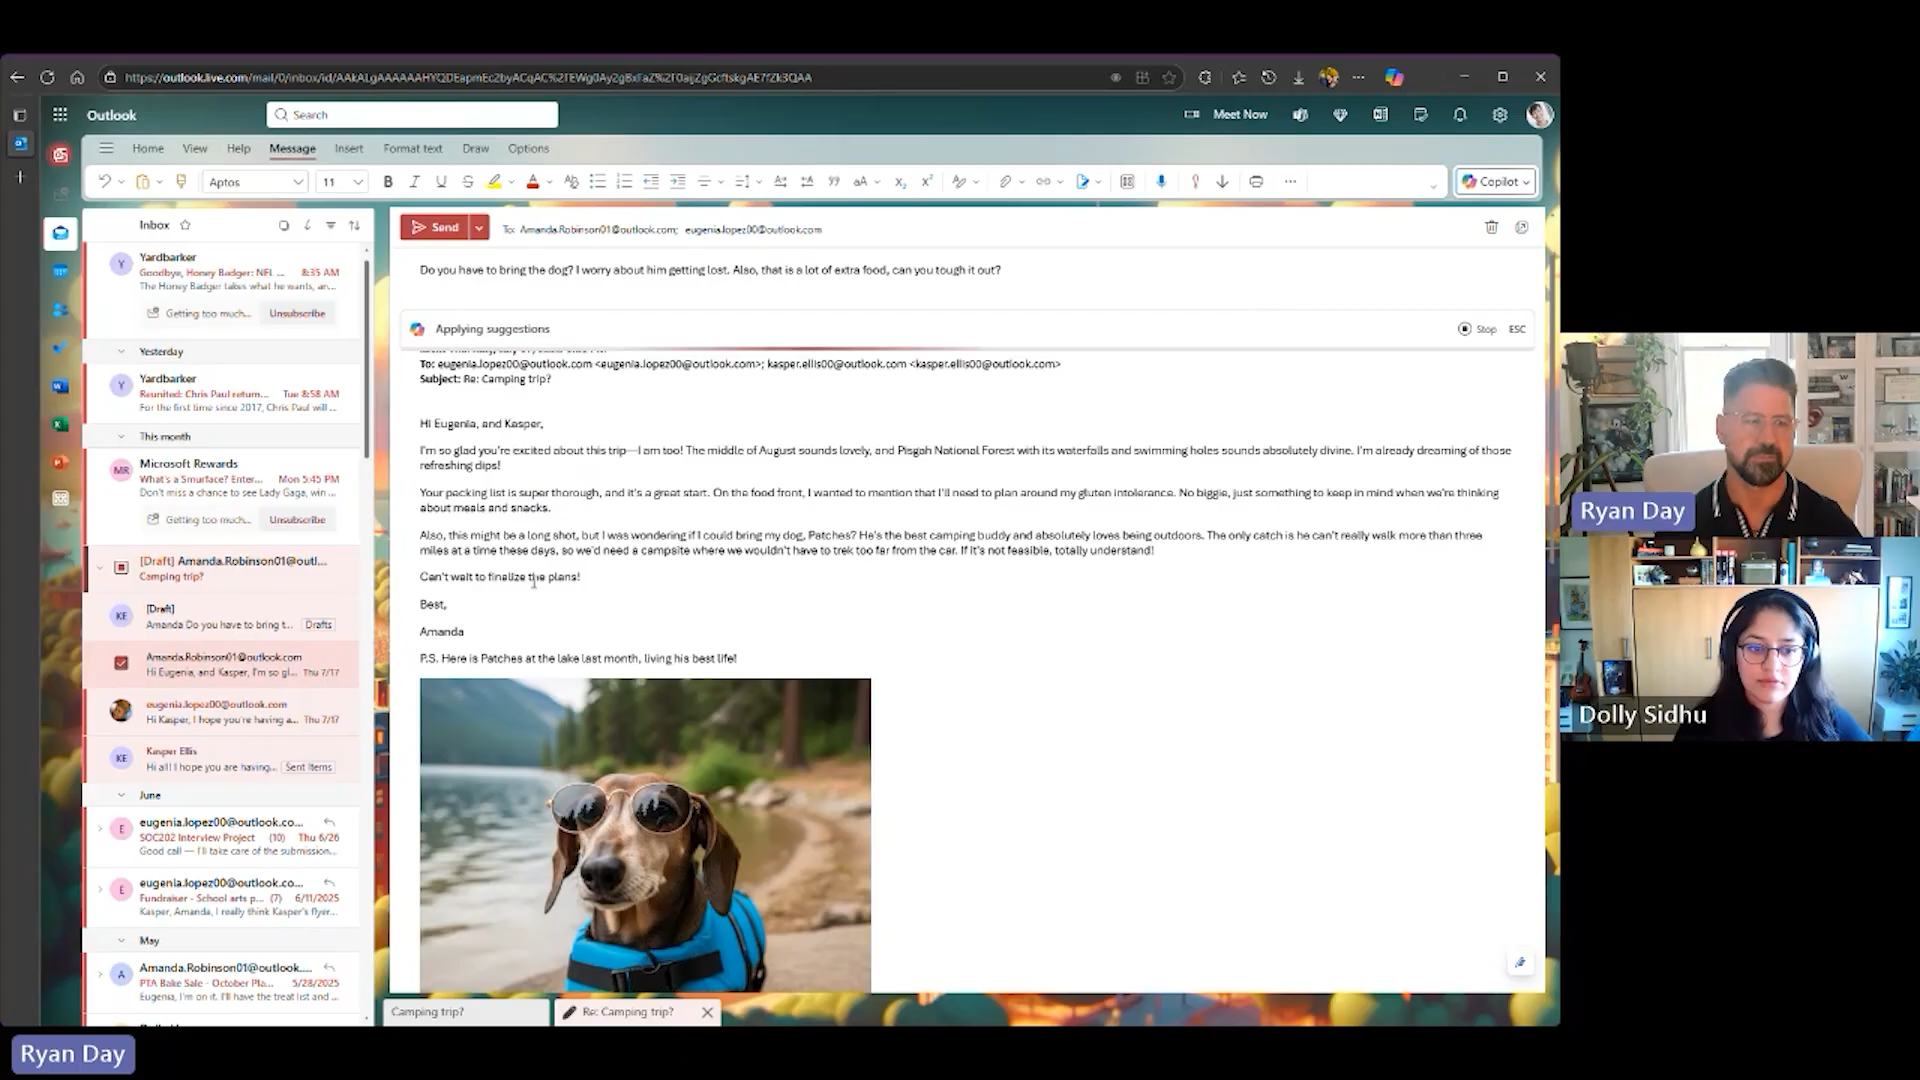 https://outlook.live.com/mail/0/inbox/id/
Outlook
Search
Meet Now
Home View Help Message Insert Format text Draw Options
Aptos 11
Copilot
Inbox
Yardbarker
Goodbye, Honey Badger: NFL ... 8:35 AM
The Honey Badger takes what he wants, an...
Getting too much... Unsubscribe
Yesterday
Yardbarker
Reunited: Chris Paul return... Tue 8:58 AM
For the first time since 2017, Chris Paul will ...
This month
MR
Microsoft Rewards
What's a Smurface? Enter... Mon 5:45 PM
Don't miss a chance to see Lady Gaga, win ...
Getting too much... Unsubscribe
[Draft] Amanda.Robinson01@outl...
Camping trip?
KE
[Draft]
Amanda Do you have to bring t... Drafts
Amanda.Robinson01@outlook.com
Hi Eugenia, and Kasper, I'm so gl... Thu 7/17
eugenia.lopez00@outlook.com
Hi Kasper, I hope you're having a... Thu 7/17
KE
Kasper Ellis
Hi all! I hope you are having... Sent Items
June
E
eugenia.lopez00@outlook.co...
SOC202 Interview Project (10) Thu 6/26
Good call — I'll take care of the submission...
E
eugenia.lopez00@outlook.co...
Fundraiser - School arts p... (7) 6/11/2025
Kasper, Amanda, I really think Kasper's flyer...
May
A
Amanda.Robinson01@outlook....
PTA Bake Sale - October Pla... 5/28/2025
Eugenia, I'm on it. I'll have the treat list and ...
Send
To: Amanda.Robinson01@outlook.com; eugenia.lopez00@outlook.com
Do you have to bring the dog? I worry about him getting lost. Also, that is a lot of extra food, can you tough it out?
Applying suggestions Stop ESC
To: eugenia.lopez00@outlook.com <eugenia.lopez00@outlook.com>; kasper.ellis00@outlook.com <kasper.ellis00@outlook.com>
Subject: Re: Camping trip?
Hi Eugenia, and Kasper,
I'm so glad you're excited about this trip—I am too! The middle of August sounds lovely, and Pisgah National Forest with its waterfalls and swimming holes sounds absolutely divine. I'm already dreaming of those
refreshing dips!
Your packing list is super thorough, and it's a great start. On the food front, I wanted to mention that I'll need to plan around my gluten intolerance. No biggie, just something to keep in mind when we're thinking
about meals and snacks.
Also, this might be a long shot, but I was wondering if I could bring my dog, Patches? He's the best camping buddy and absolutely loves being outdoors. The only catch is he can't really walk more than three
miles at a time these days, so we'd need a campsite where we wouldn't have to trek too far from the car. If it's not feasible, totally understand!
Can't wait to finalize the plans!
Best,
Amanda
P.S. Here is Patches at the lake last month, living his best life!
Camping trip?
Re: Camping trip?
Ryan Day
Dolly Sidhu
Ryan Day